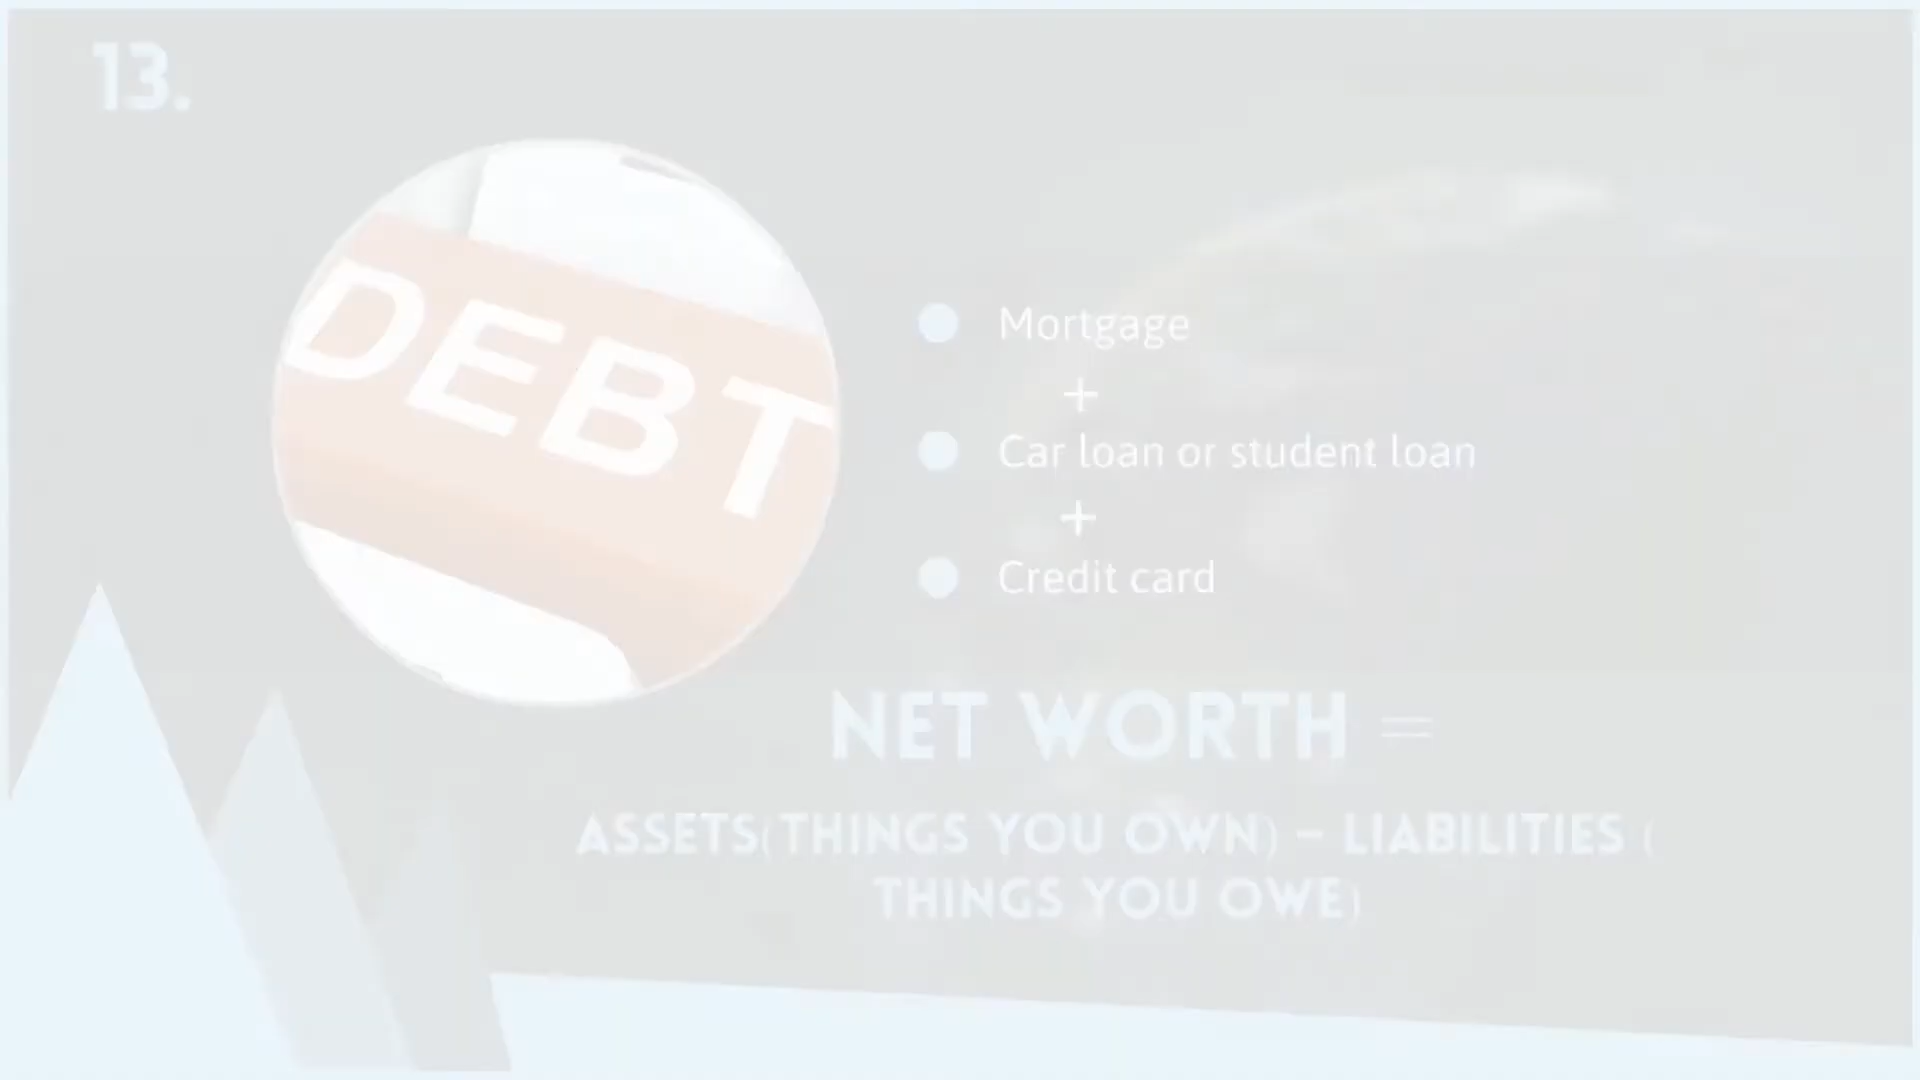 13.
DEBT
Mortgage
+
Car loan or student loan
+
Credit card
NET WORTH =
ASSETS(THINGS YOU OWN) - LIABILITIES (
THINGS YOU OWE)